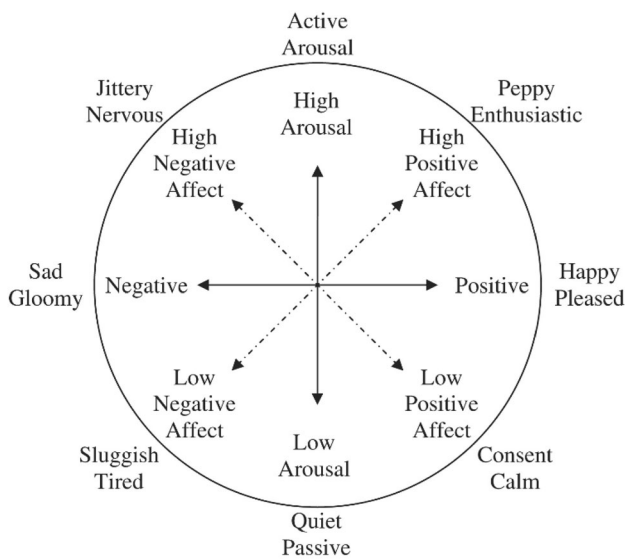 Active
Arousal
Jittery
Nervous
Peppy
Enthusiastic
High
Arousal
High
Negative
Affect
High
Positive
Affect
Sad
Gloomy
Negative
Positive
Happy
Pleased
Low
Negative
Affect
Low
Positive
Affect
Low
Arousal
Sluggish
Tired
Consent
Calm
Quiet
Passive